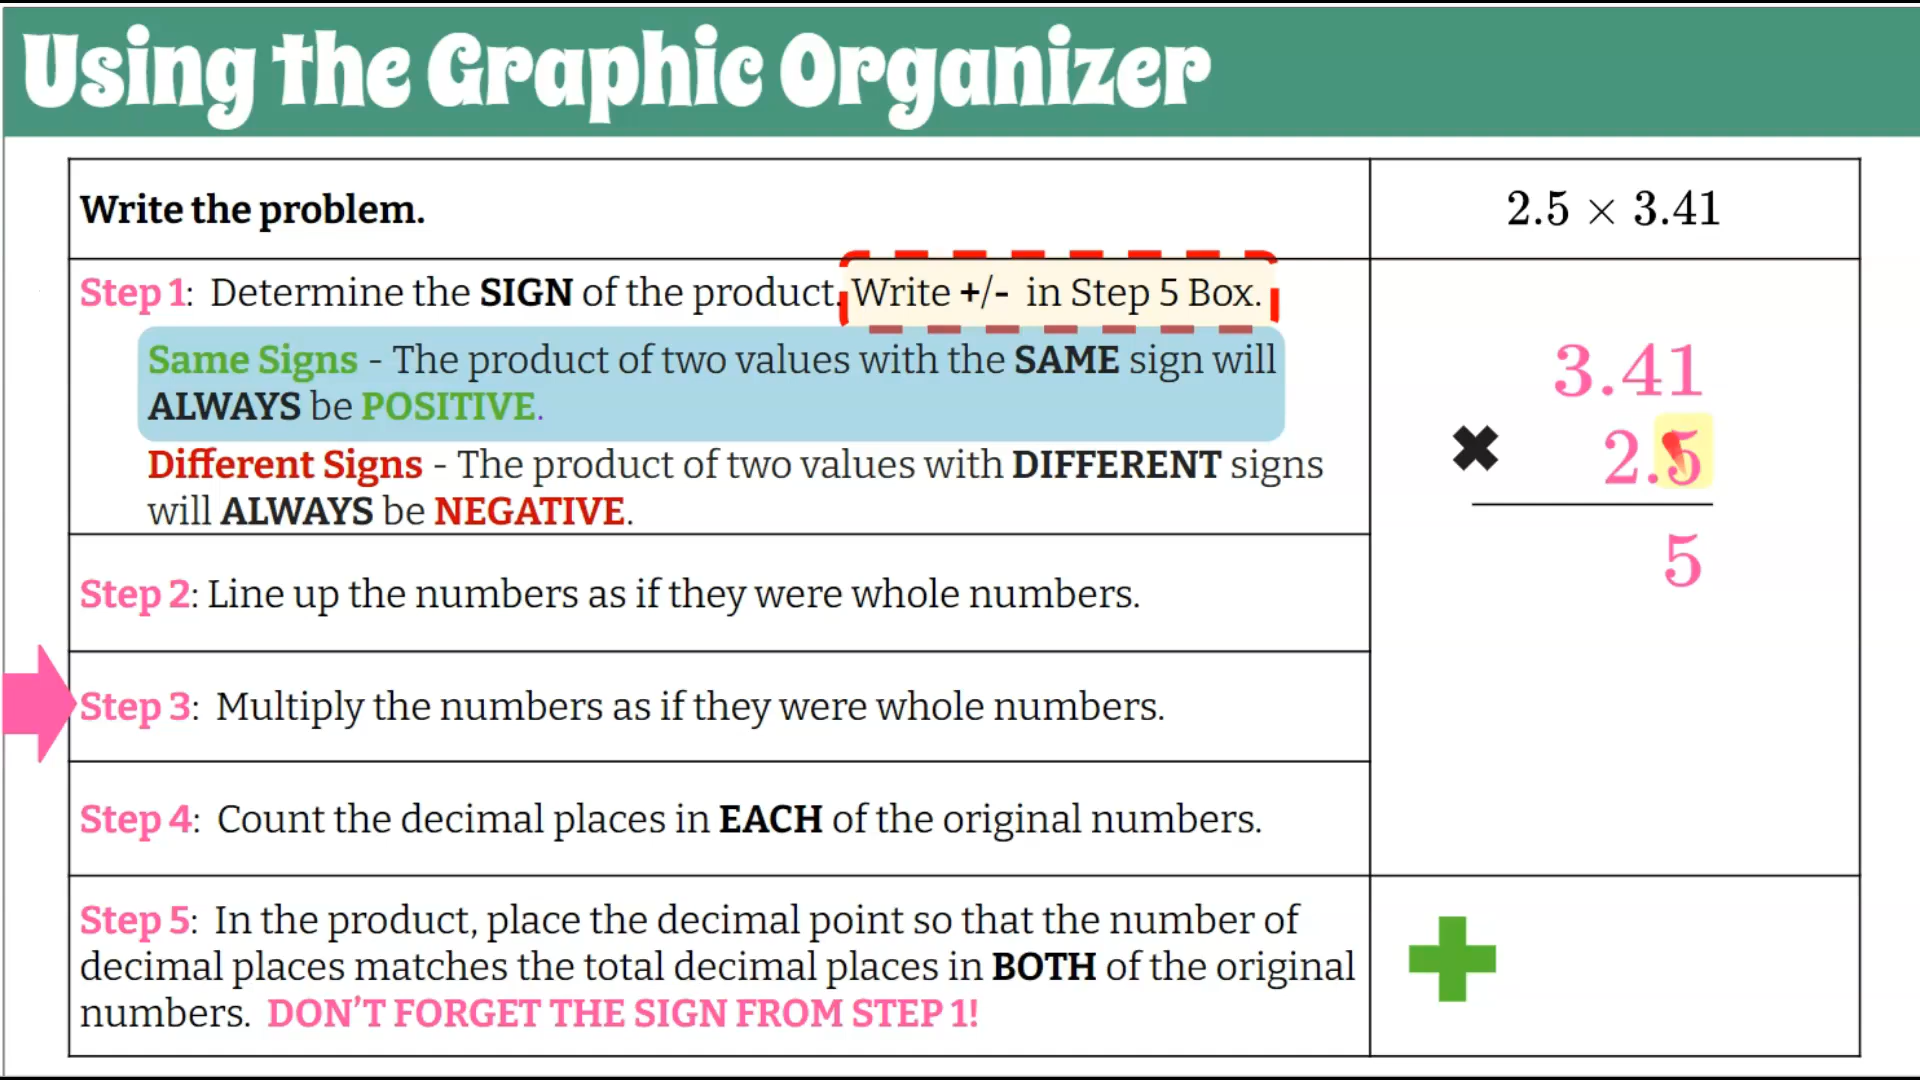 Using the Graphic Organizer
Write the problem.
2.5 × 3.41
Step 1: Determine the SIGN of the product. Write +/- in Step 5 Box.
Same Signs - The product of two values with the SAME sign will
ALWAYS be POSITIVE.
Different Signs - The product of two values with DIFFERENT signs
will ALWAYS be NEGATIVE.
3.41
✖ 2.5
5
Step 2: Line up the numbers as if they were whole numbers.
Step 3: Multiply the numbers as if they were whole numbers.
Step 4: Count the decimal places in EACH of the original numbers.
Step 5: In the product, place the decimal point so that the number of
decimal places matches the total decimal places in BOTH of the original
numbers. DON'T FORGET THE SIGN FROM STEP 1!
+